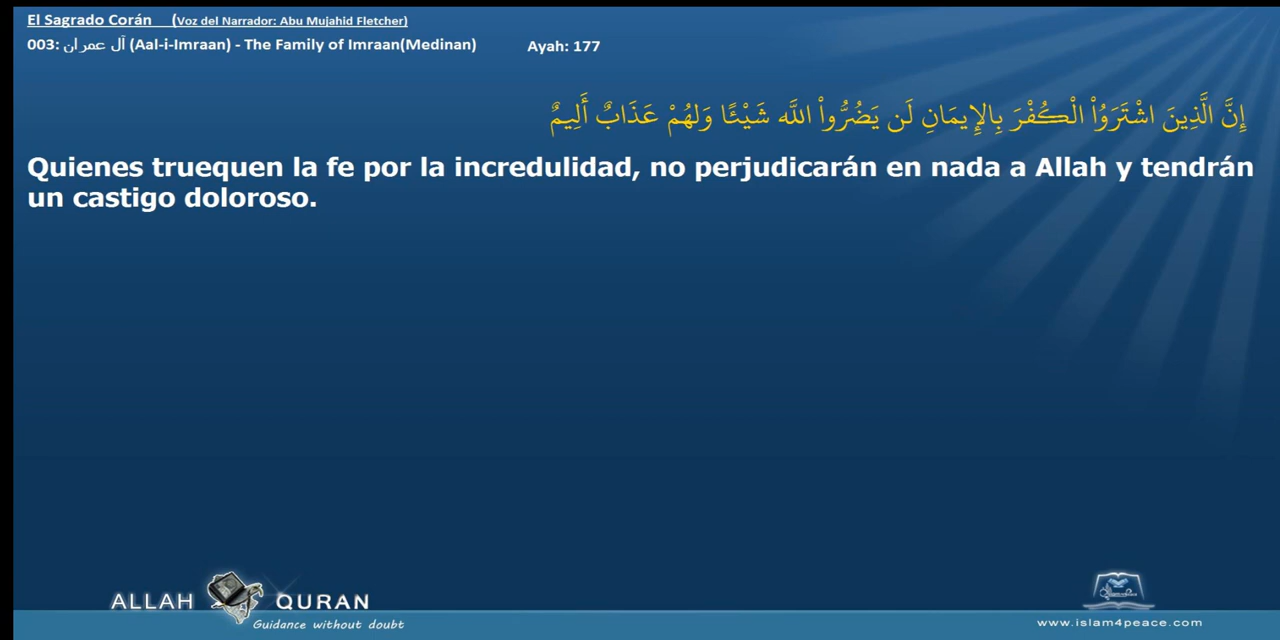 El Sagrado Corán (Voz del Narrador: Abu Mujahid Fletcher)
003: آل عمران (Aal-i-Imraan) - The Family of Imraan(Medinan) Ayah: 177
إِنَّ الَّذِينَ اشْتَرَوُاْ الْكُفْرَ بِالإِيمَانِ لَن يَضُرُّواْ اللَّه شَيْئًا وَلهُمْ عَذَابٌ أَلِيمٌ
Quienes truequen la fe por la incredulidad, no perjudicarán en nada a Allah y tendrán
un castigo doloroso.
ALLAH QURAN
Guidance without doubt
www.islam4peace.com